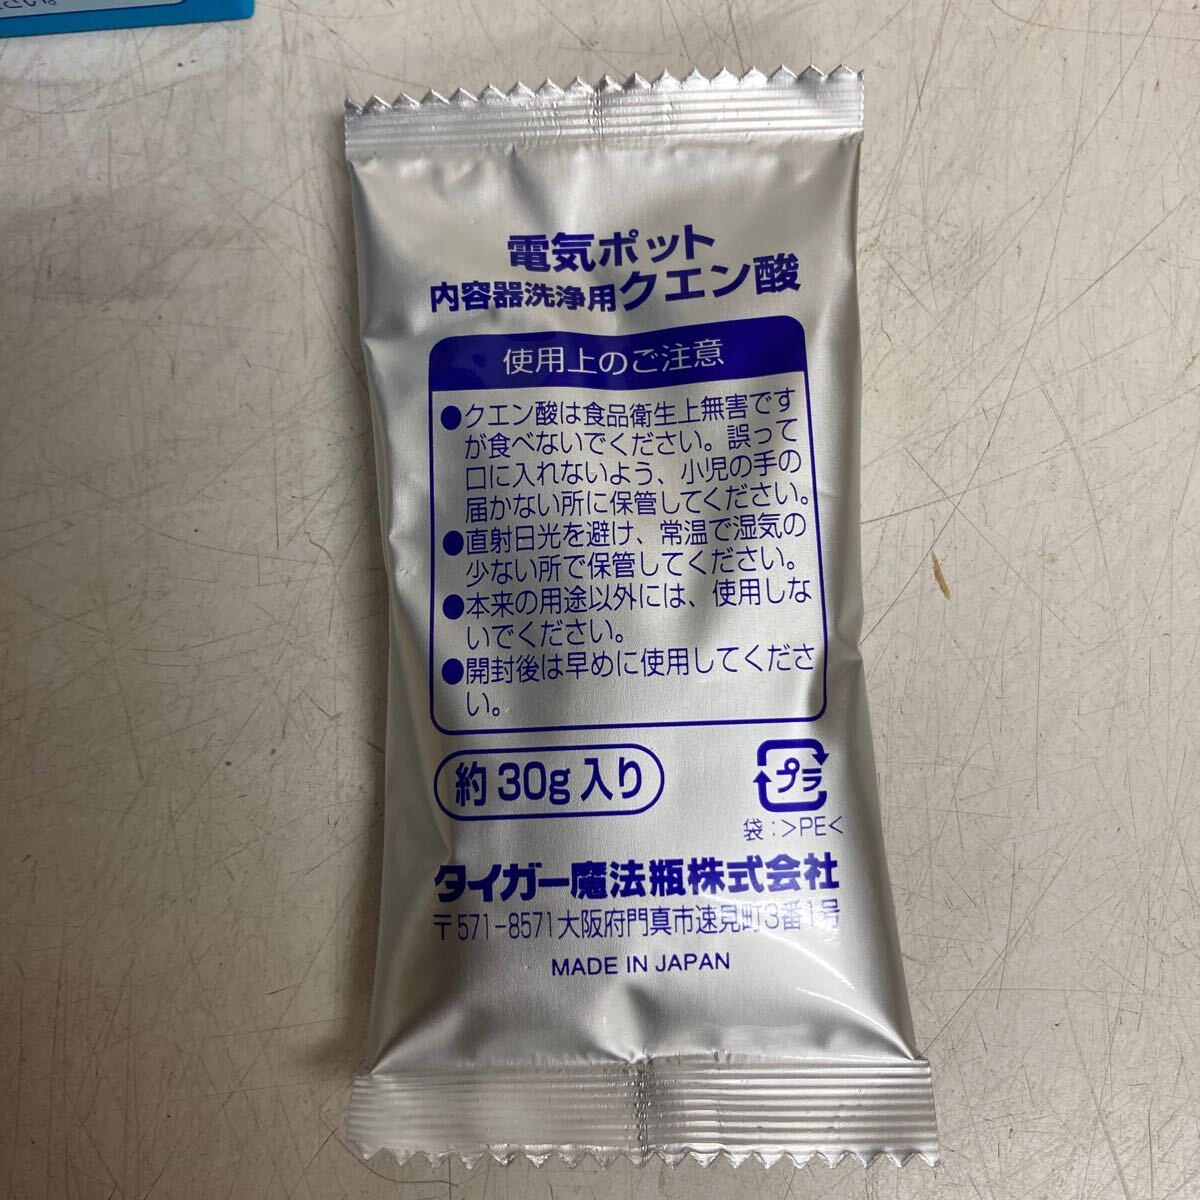 電気ポット
内容器洗浄用クエン酸
使用上のご注意
●クエン酸は食品衛生上無害です
が食べないでください。誤って
口に入れないよう、小児の手の
届かない所に保管してください。
●直射日光を避け、常温で湿気の
少ない所で保管してください。
●本来の用途以外には、使用しな
いでください。
●開封後は早めに使用してくださ
い。
約30g入り
プラ
袋:>PE<
タイガー魔法瓶株式会社
〒571-8571大阪府門真市速見町3番1号
MADE IN JAPAN